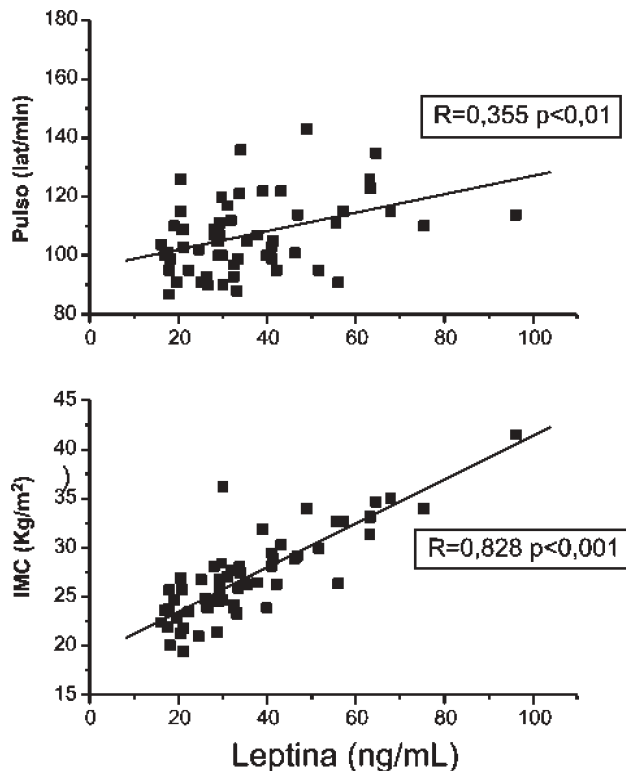 180
160
140
120
100
80
Pulso (lat/min)
R=0,355 p<0,01
0 20 40 60 80 100
45
40
35
30
25
20
15
IMC (Kg/m²)
)
R=0,828 p<0,001
0 20 40 60 80 100
Leptina (ng/mL)